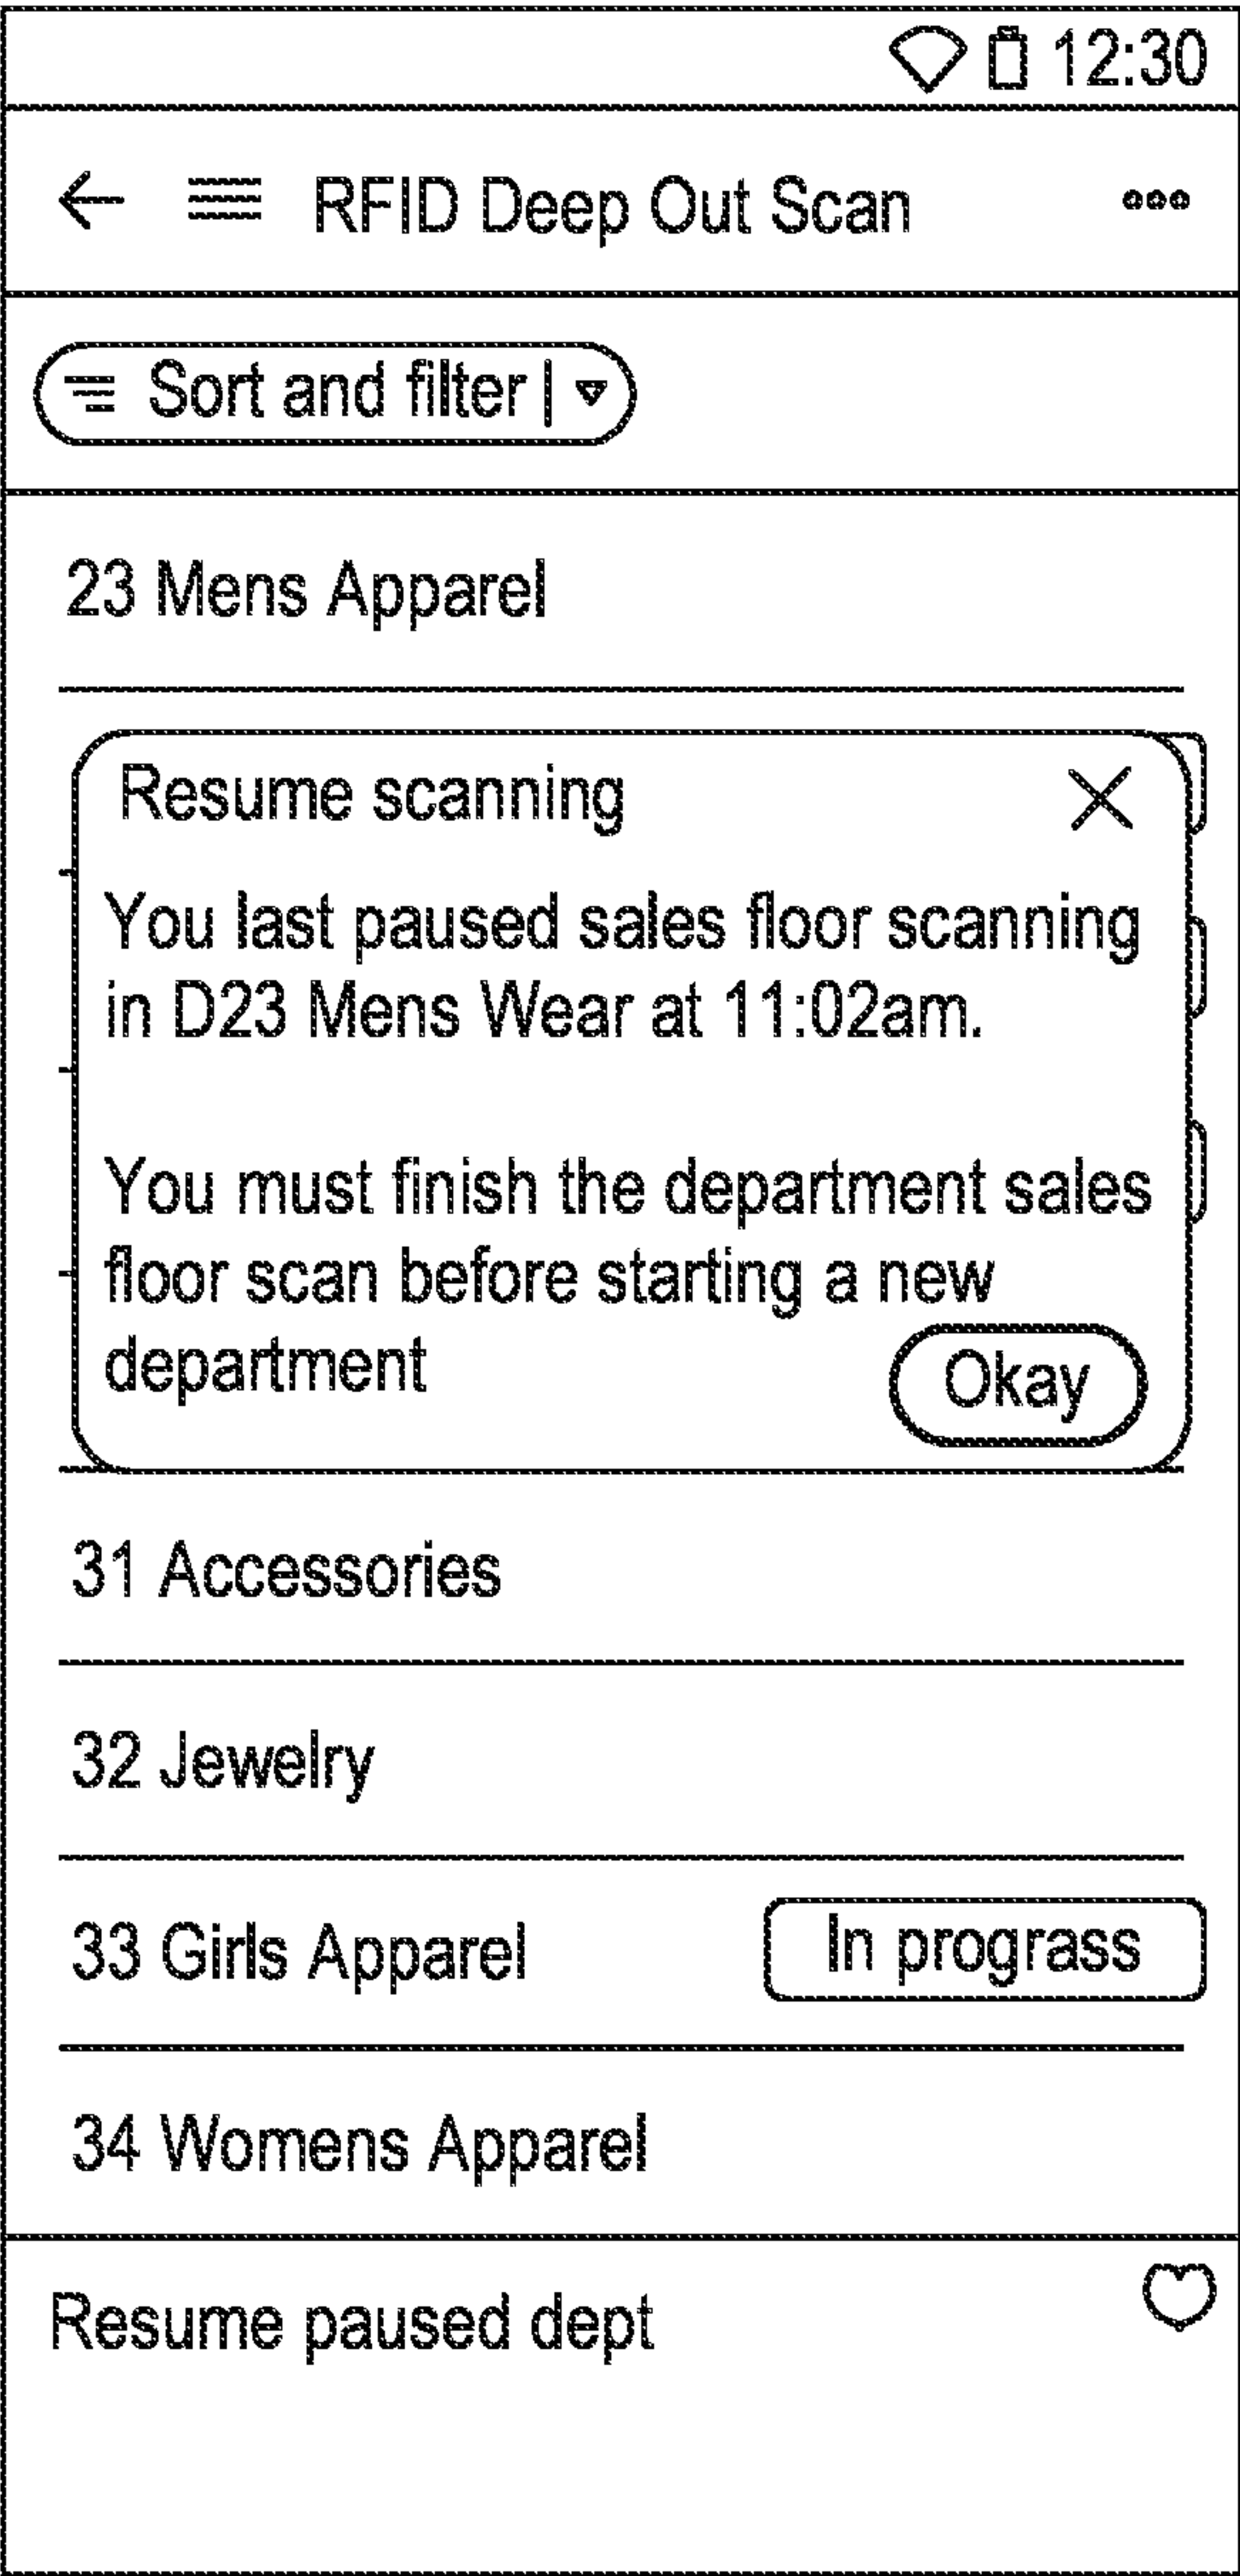 12:30
RFID Deep Out Scan
Sort and filter
23 Mens Apparel
Resume scanning
You last paused sales floor scanning
in D23 Mens Wear at 11:02am.
You must finish the department sales
floor scan before starting a new
department
Okay
31 Accessories
32 Jewelry
33 Girls Apparel In prograss
34 Womens Apparel
Resume paused dept